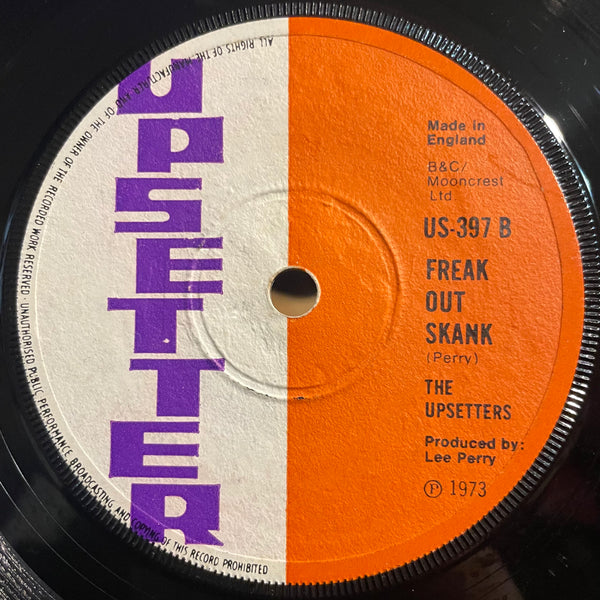 UPSETTER
ALL RIGHTS OF THE MANUFACTURER AND OF THE OWNER OF THE RECORDED WORK RESERVED · UNAUTHORISED PUBLIC PERFORMANCE BROADCASTING AND COPYING OF THIS RECORD PROHIBITED
Made in
England
B&C/
Mooncrest
Ltd
US-397 B
FREAK
OUT
SKANK
(Perry)
THE
UPSETTERS
Produced by:
Lee Perry
℗ 1973